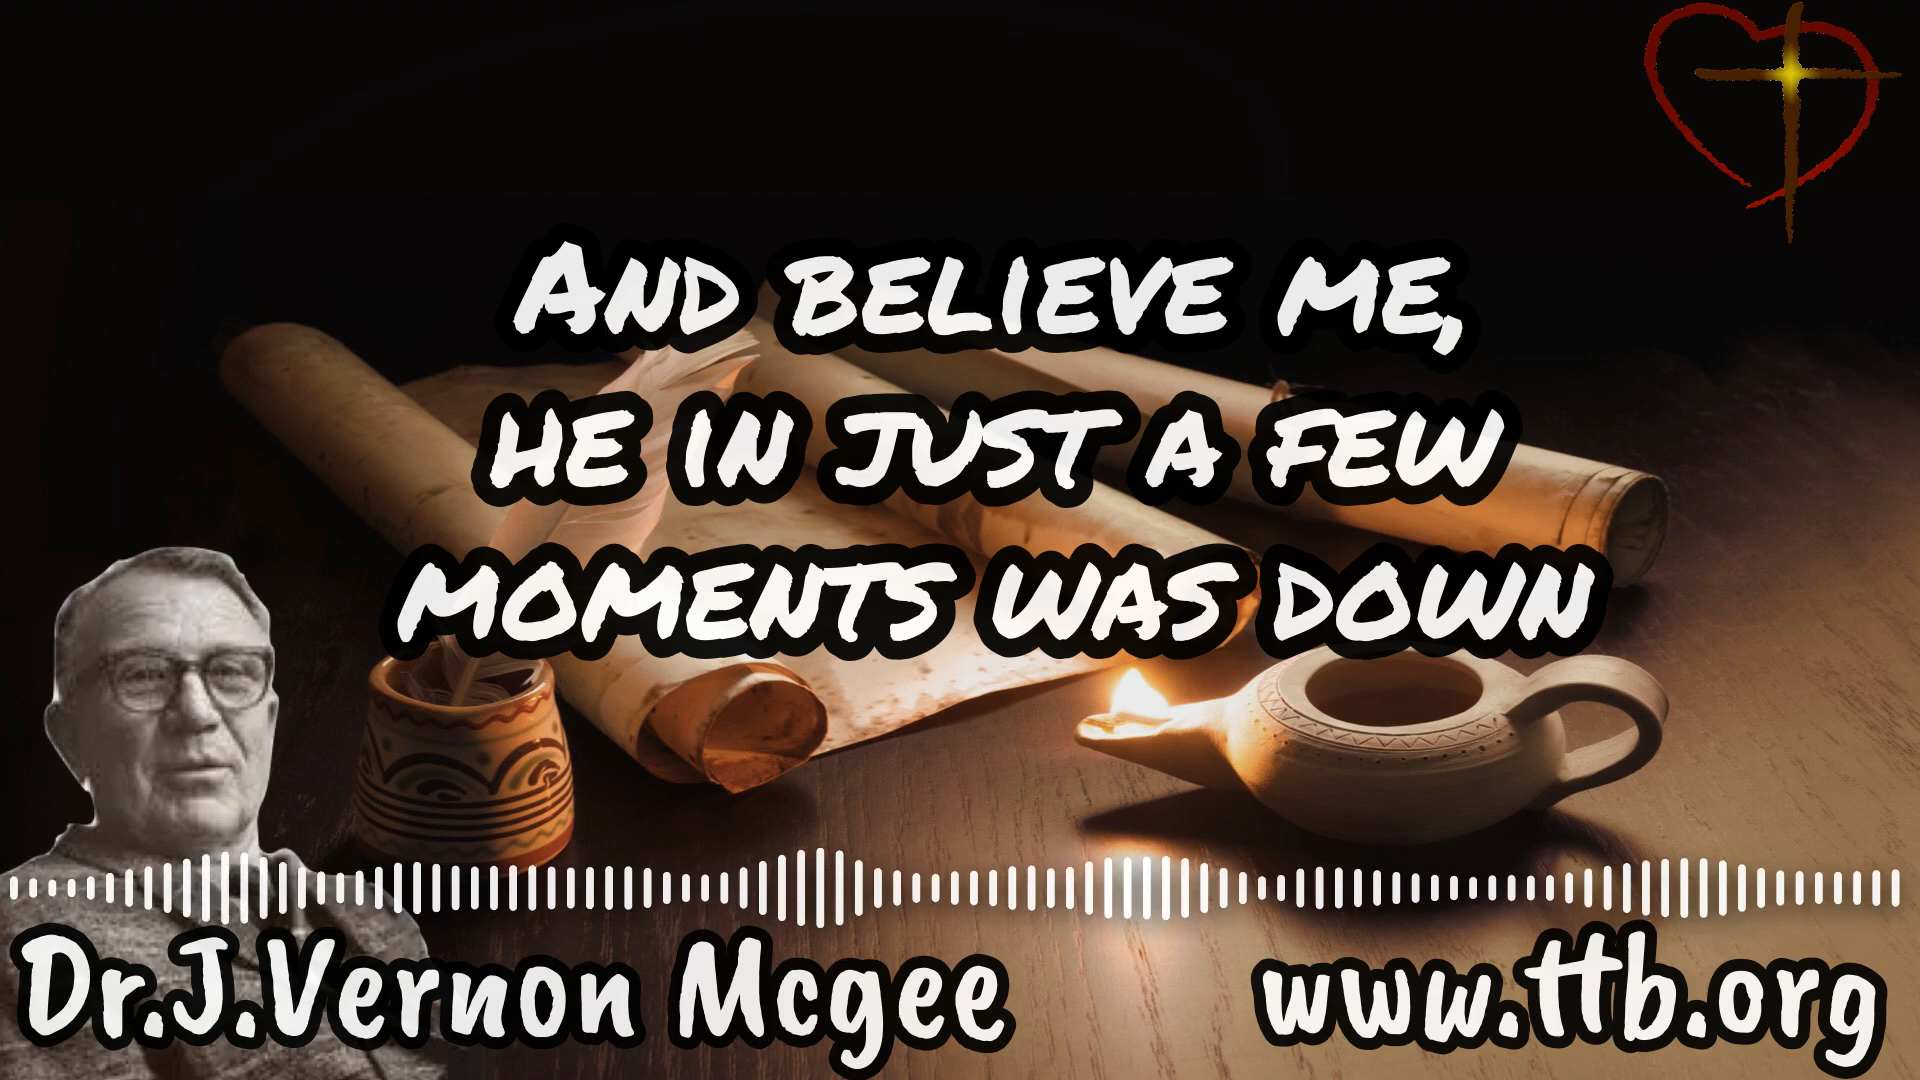 And believe me,
he in just a few
moments was down
Dr.J.Vernon Mcgee
www.ttb.org